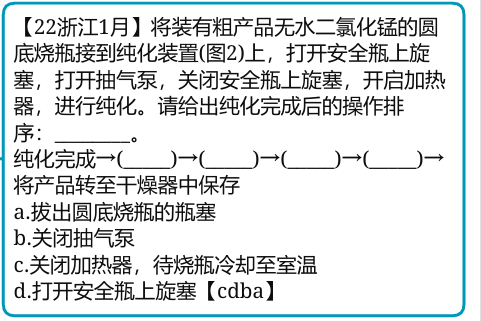 【22浙江1月】将装有粗产品无水二氯化锰的圆
底烧瓶接到纯化装置(图2)上，打开安全瓶上旋
塞，打开抽气泵，关闭安全瓶上旋塞，开启加热
器，进行纯化。请给出纯化完成后的操作排
序：________。
纯化完成→(_____)→(_____)→(_____)→(_____)→
将产品转至干燥器中保存
a.拔出圆底烧瓶的瓶塞
b.关闭抽气泵
c.关闭加热器，待烧瓶冷却至室温
d.打开安全瓶上旋塞【cdba】